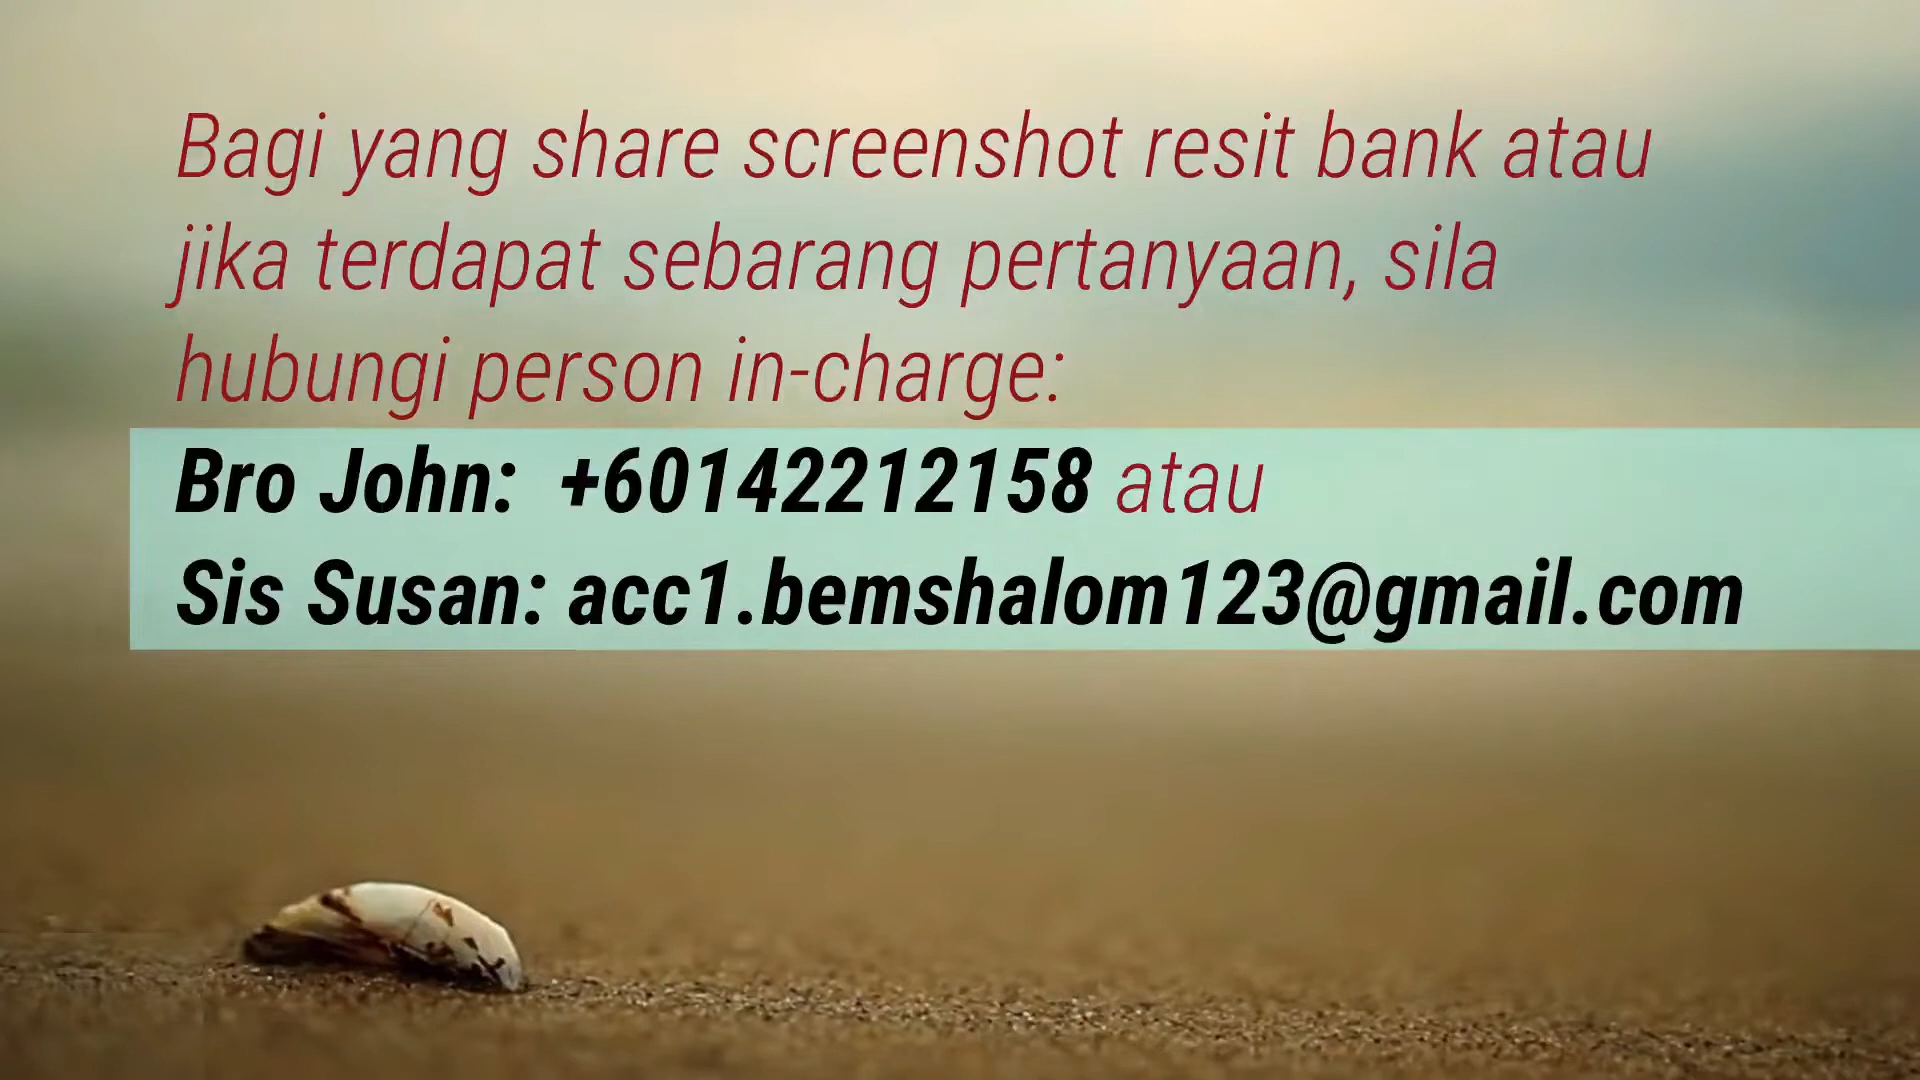 Bagi yang share screenshot resit bank atau
jika terdapat sebarang pertanyaan, sila
hubungi person in-charge:
Bro John: +60142212158 atau
Sis Susan: acc1.bemshalom123@gmail.com